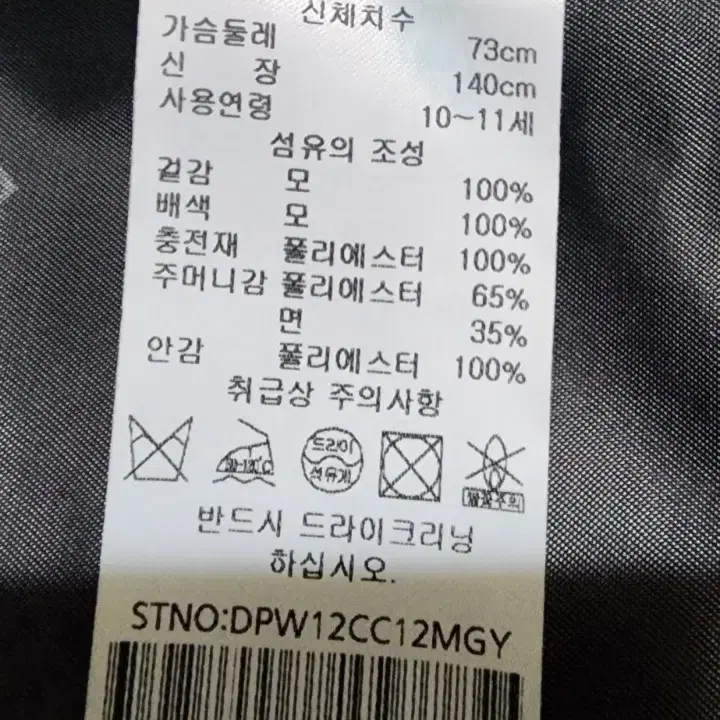 신체치수
가슴둘레 73cm
신 장 140cm
사용연령 10~11세
섬유의 조성
겉감 모 100%
배색 모 100%
충전재 폴리에스터 100%
주머니감 폴리에스터 65%
면 35%
안감 폴리에스터 100%
취급상 주의사항
드라이
석유계
반드시 드라이크리닝
하십시오.
STNO:DPW12CC12MGY